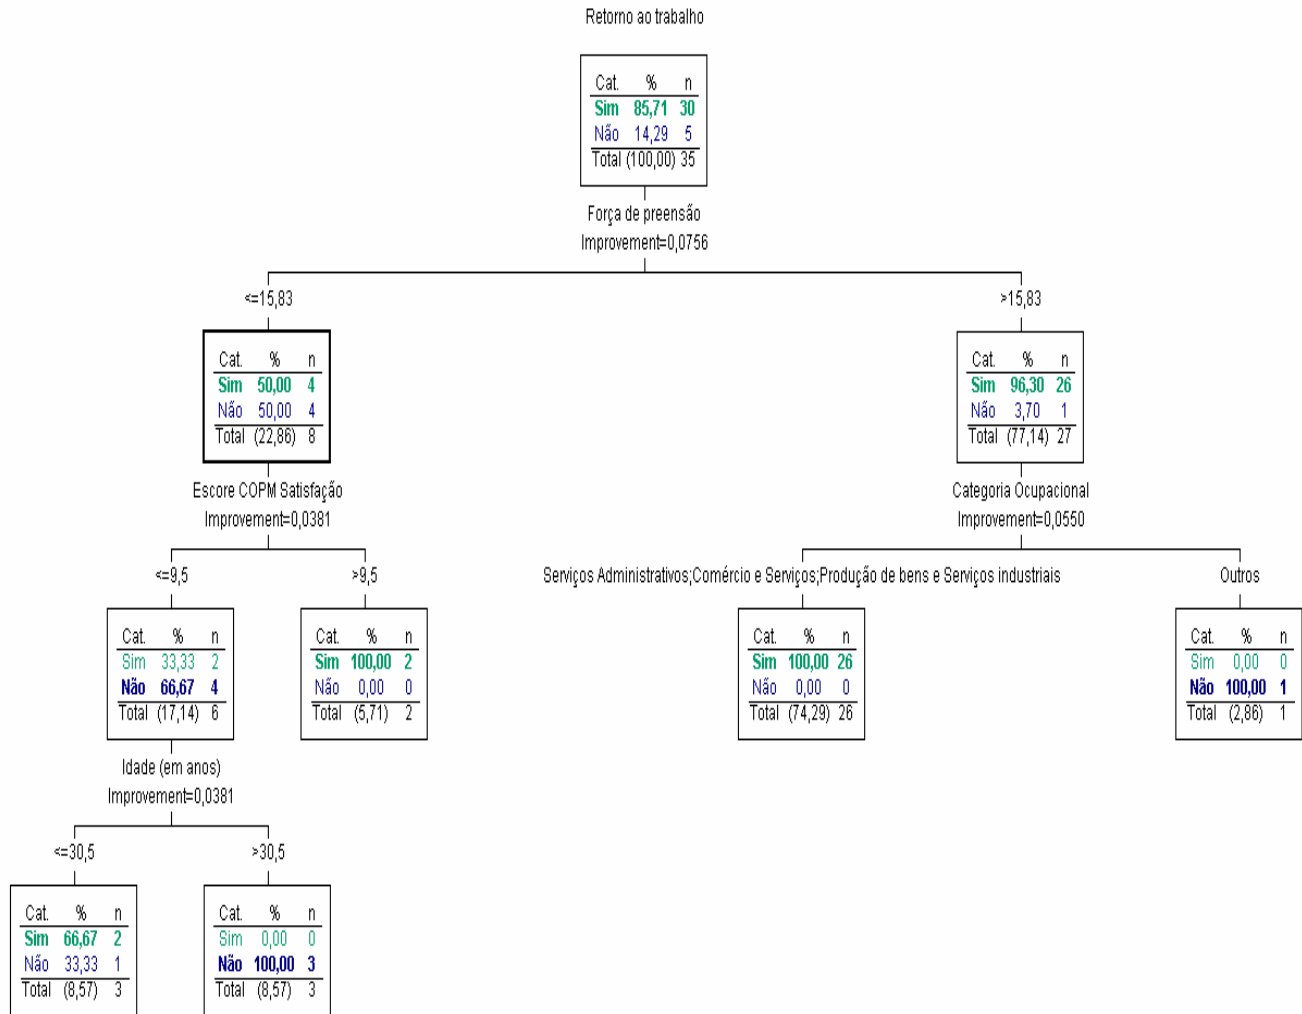 Retorno ao trabalho
Cat. % n
Sim 85,71 30
Não 14,29 5
Total (100,00) 35
Força de preensão
Improvement=0,0756
<=15,83
>15,83
Cat. % n
Sim 50,00 4
Não 50,00 4
Total (22,86) 8
Cat. % n
Sim 96,30 26
Não 3,70 1
Total (77,14) 27
Escore COPM Satisfação
Improvement=0,0381
Categoria Ocupacional
Improvement=0,0550
<=9,5
>9,5
Serviços Administrativos;Comércio e Serviços;Produção de bens e Serviços industriais
Outros
Cat. % n
Sim 33,33 2
Não 66,67 4
Total (17,14) 6
Cat. % n
Sim 100,00 2
Não 0,00 0
Total (5,71) 2
Cat. % n
Sim 100,00 26
Não 0,00 0
Total (74,29) 26
Cat. % n
Sim 0,00 0
Não 100,00 1
Total (2,86) 1
Idade (em anos)
Improvement=0,0381
<=30,5
>30,5
Cat. % n
Sim 66,67 2
Não 33,33 1
Total (8,57) 3
Cat. % n
Sim 0,00 0
Não 100,00 3
Total (8,57) 3